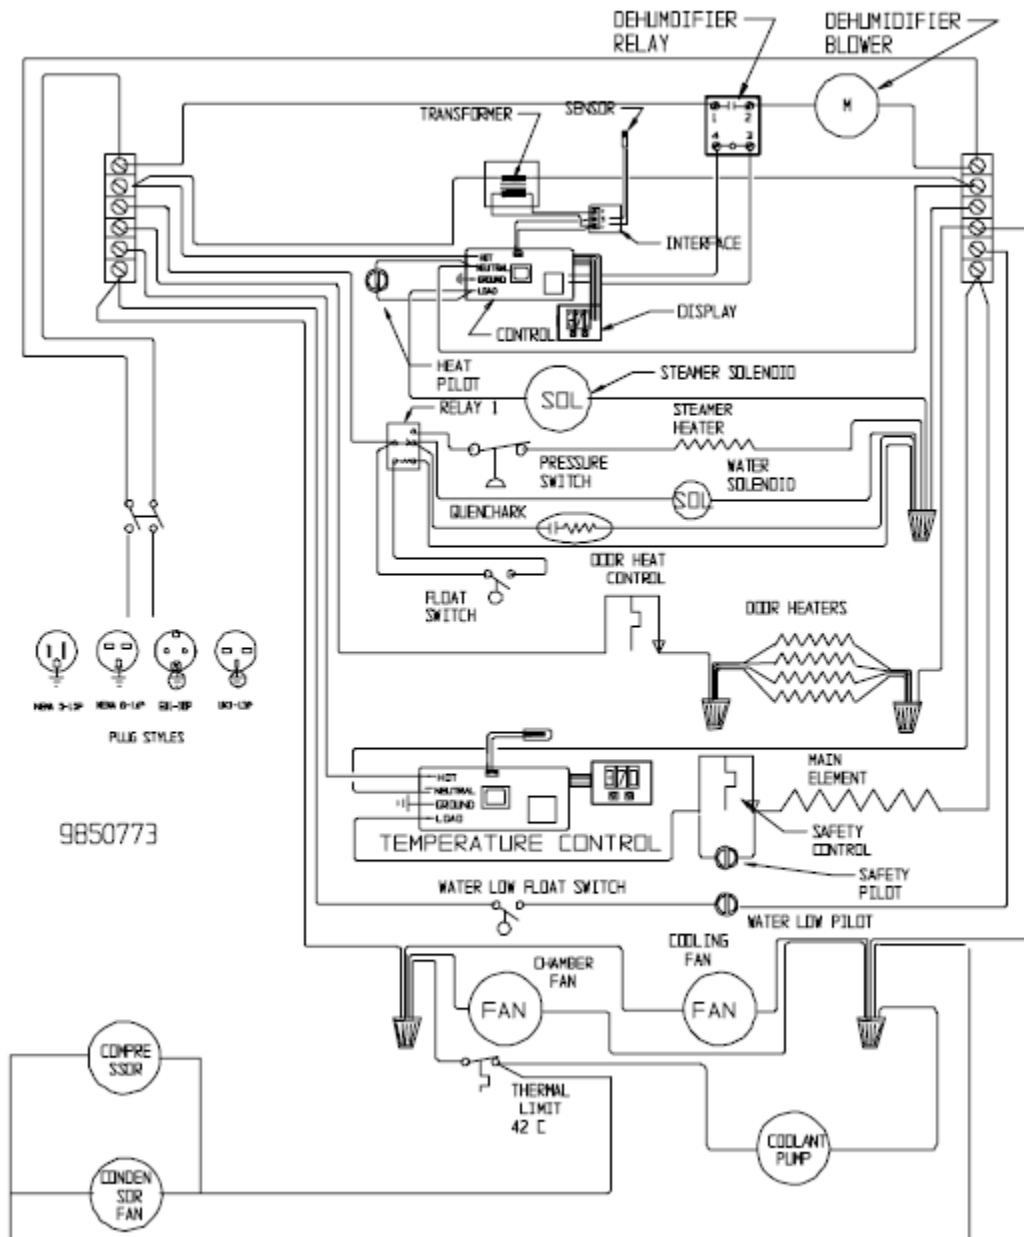 DEHUMDIFIER
RELAY
DEHUMIDIFIER
BLOWER
TRANSFORMER
SENSOR
M
1
2
4
3
INTERFACE
HOT
NEUTRAL
GROUND
LOAD
CONTROL
DISPLAY
HEAT
PILOT
STEAMER SOLENOID
SOL
RELAY 1
STEAMER
HEATER
PRESSURE
SWITCH
WATER
SOLENOID
SOL
QUENCHARK
DOOR HEAT
CONTROL
FLOAT
SWITCH
DOOR HEATERS
PLUG STYLES
MAIN
ELEMENT
HOT
NEUTRAL
GROUND
LOAD
370
TEMPERATURE CONTROL
SAFETY
CONTROL
SAFETY
PILOT
9850773
WATER LOW FLOAT SWITCH
WATER LOW PILOT
COOLING
FAN
CHAMBER
FAN
FAN
FAN
COMPRE
SSOR
THERMAL
LIMIT
42 C
COOLANT
PUMP
CONDEN
SOR
FAN